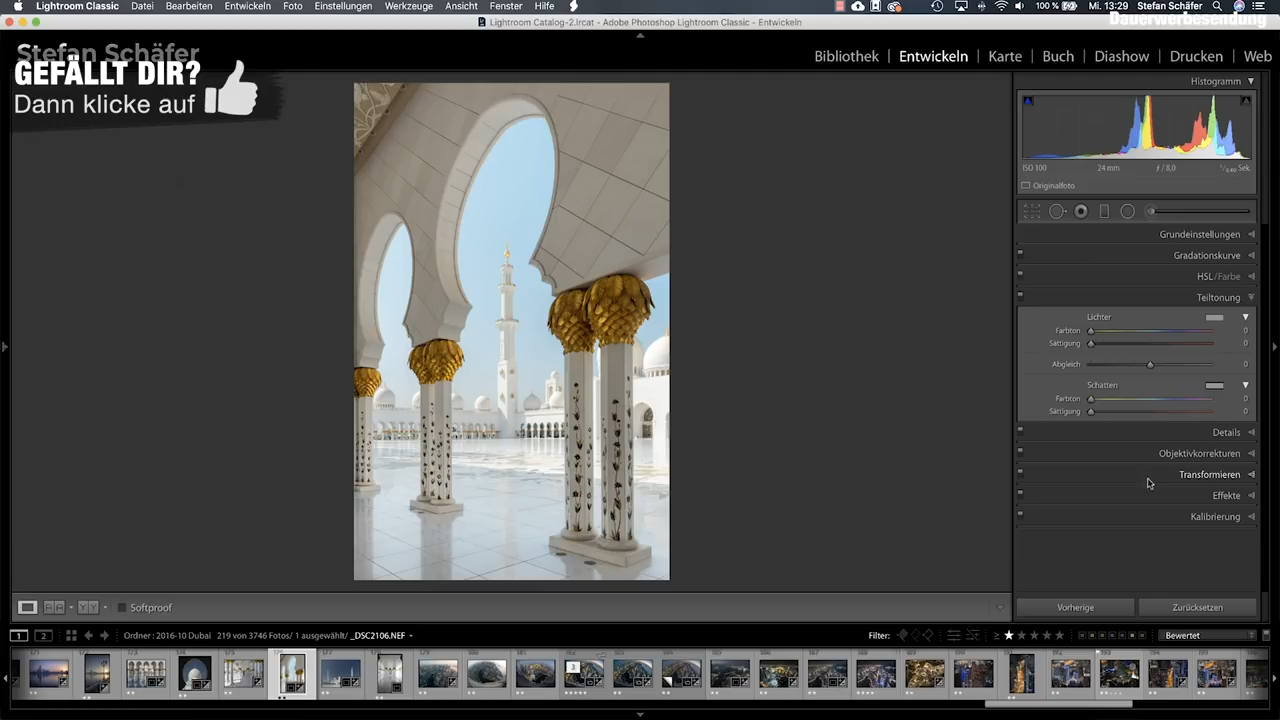 Lightroom Classic Datei Bearbeiten Entwickeln Foto Einstellungen Werkzeuge Ansicht Fenster Hilfe 100 % Mi. 13:29 Stefan Schäfer
Dauerwerbesendung
Lightroom Catalog-2.lrcat - Adobe Photoshop Lightroom Classic - Entwickeln
Stefan Schäfer
GEFÄLLT DIR?
Dann klicke auf
Bibliothek | Entwickeln | Karte | Buch | Diashow | Drucken | Web
Histogramm
ISO 100 24 mm ƒ / 8,0 1/640 Sek.
Originalfoto
Grundeinstellungen
Gradationskurve
HSL/Farbe
Teiltonung
Lichter
Farbton 0
Sättigung 0
Abgleich 0
Schatten
Farbton 0
Sättigung 0
Details
Objektivkorrekturen
Transformieren
Effekte
Kalibrierung
Vorherige Zurücksetzen
Softproof
1 2 Ordner : 2016-10 Dubai 219 von 3746 Fotos/ 1 ausgewählt/ _DSC2106.NEF Filter: Bewertet